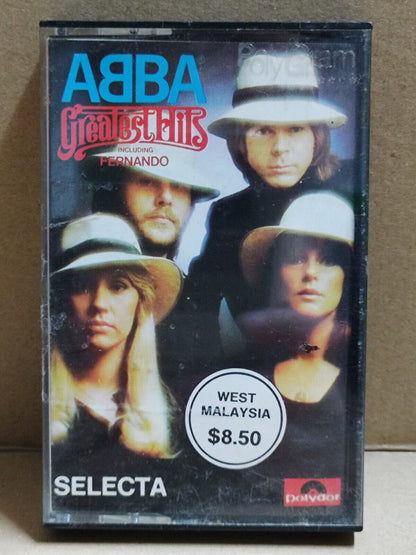 ABBA
PolyGram
Greatest Hits
INCLUDING
FERNANDO
WEST
MALAYSIA
$8.50
SELECTA
polydor